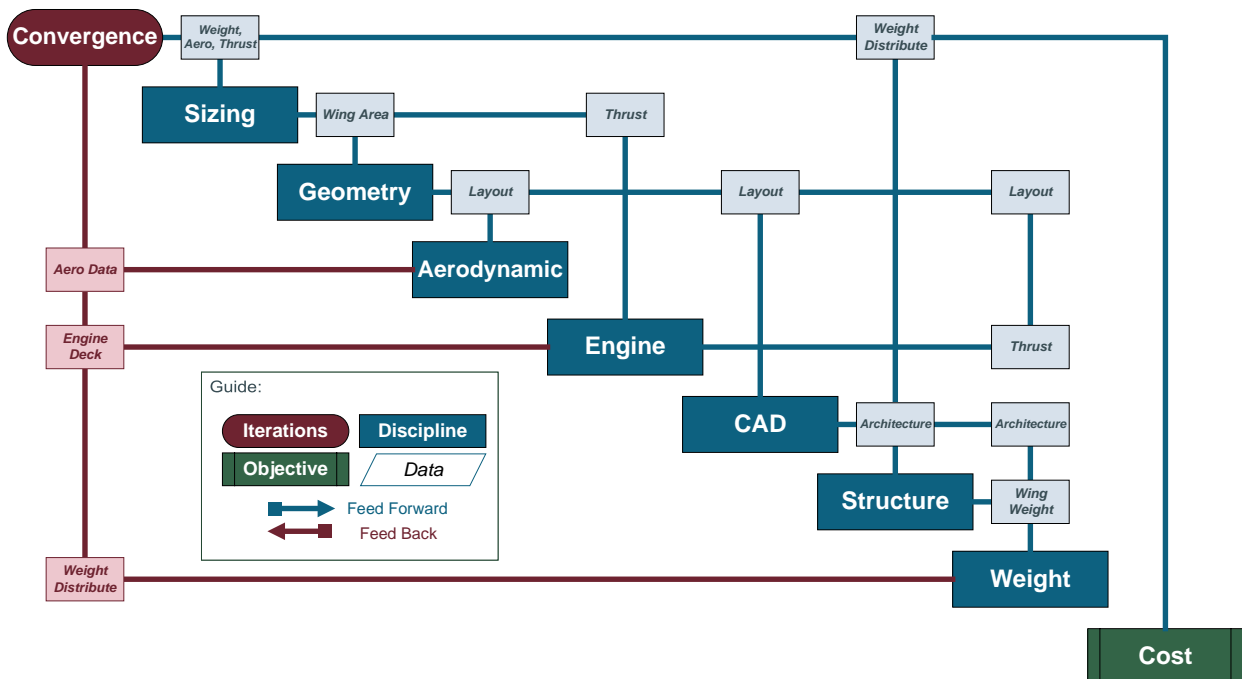 Convergence
Weight,
Aero, Thrust
Weight
Distribute
Sizing
Wing Area
Thrust
Geometry
Layout
Layout
Layout
Aero Data
Aerodynamic
Engine
Deck
Engine
Thrust
Guide:
Iterations
Discipline
Objective
Data
Feed Forward
Feed Back
CAD
Architecture
Architecture
Structure
Wing
Weight
Weight
Distribute
Weight
Cost